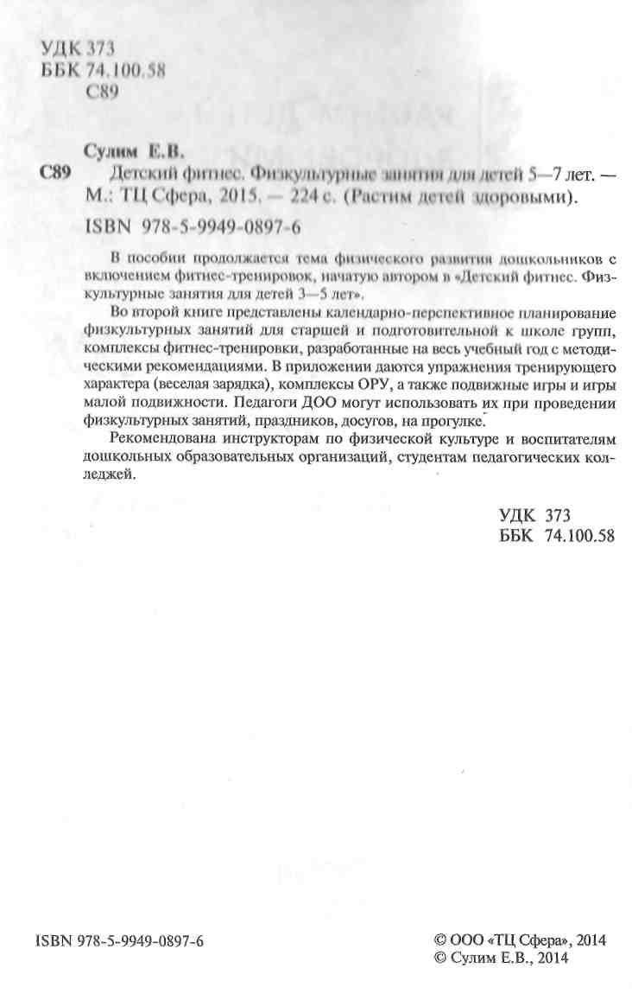 УДК 373
ББК 74.100.58
С89
Сулим Е.В.
С89 Детский фитнес. Физкультурные занятия для детей 5—7 лет. —
М.: ТЦ Сфера, 2015. — 224 с. (Растим детей здоровыми).
ISBN 978-5-9949-0897-6
В пособии продолжается тема физического развития дошкольников с
включением фитнес-тренировок, начатую автором в «Детский фитнес. Физ-
культурные занятия для детей 3—5 лет».
Во второй книге представлены календарно-перспективное планирование
физкультурных занятий для старшей и подготовительной к школе групп,
комплексы фитнес-тренировки, разработанные на весь учебный год с методи-
ческими рекомендациями. В приложении даются упражнения тренирующего
характера (веселая зарядка), комплексы ОРУ, а также подвижные игры и игры
малой подвижности. Педагоги ДОО могут использовать их при проведении
физкультурных занятий, праздников, досугов, на прогулке.
Рекомендована инструкторам по физической культуре и воспитателям
дошкольных образовательных организаций, студентам педагогических кол-
леджей.
УДК 373
ББК 74.100.58
ISBN 978-5-9949-0897-6
© ООО «ТЦ Сфера», 2014
© Сулим Е.В., 2014